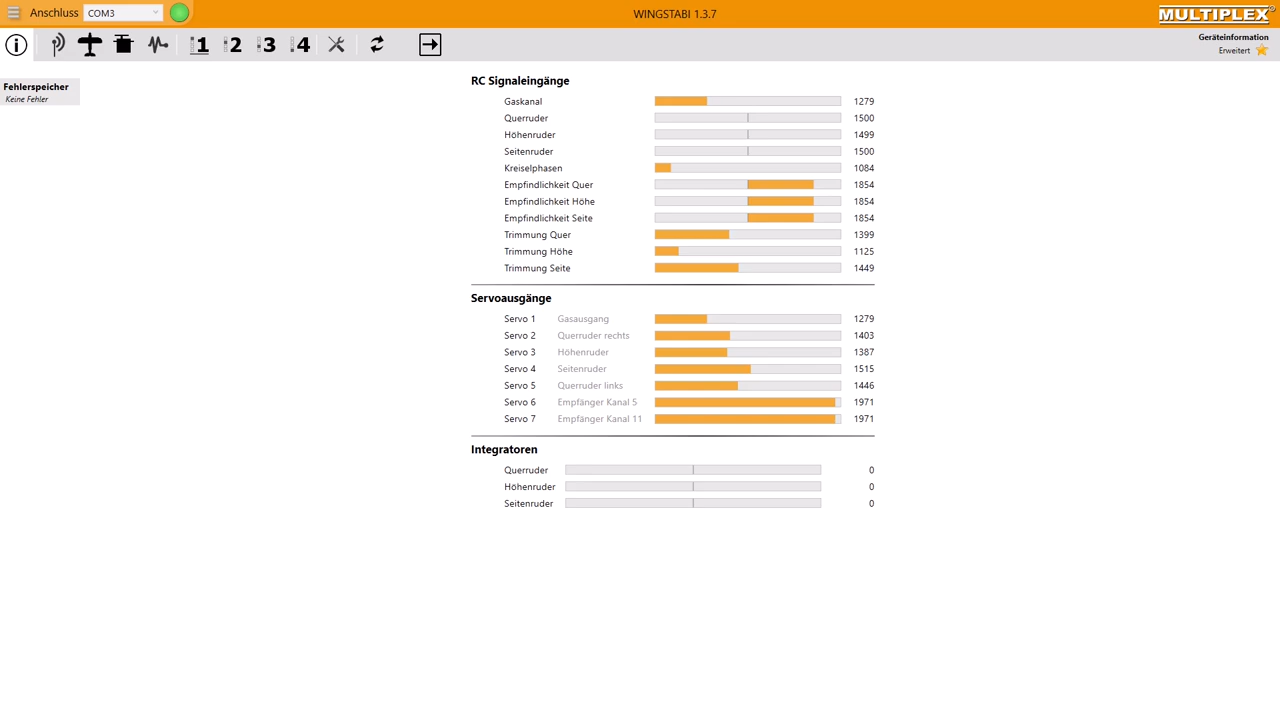 Anschluss COM3
WINGSTABI 1.3.7
MULTIPLEX®
1 2 3 4
Geräteinformation
Erweitert
Fehlerspeicher
Keine Fehler
RC Signaleingänge
Gaskanal 1279
Querruder 1500
Höhenruder 1499
Seitenruder 1500
Kreiselphasen 1084
Empfindlichkeit Quer 1854
Empfindlichkeit Höhe 1854
Empfindlichkeit Seite 1854
Trimmung Quer 1399
Trimmung Höhe 1125
Trimmung Seite 1449
Servoausgänge
Servo 1 Gasausgang 1279
Servo 2 Querruder rechts 1403
Servo 3 Höhenruder 1387
Servo 4 Seitenruder 1515
Servo 5 Querruder links 1446
Servo 6 Empfänger Kanal 5 1971
Servo 7 Empfänger Kanal 11 1971
Integratoren
Querruder 0
Höhenruder 0
Seitenruder 0